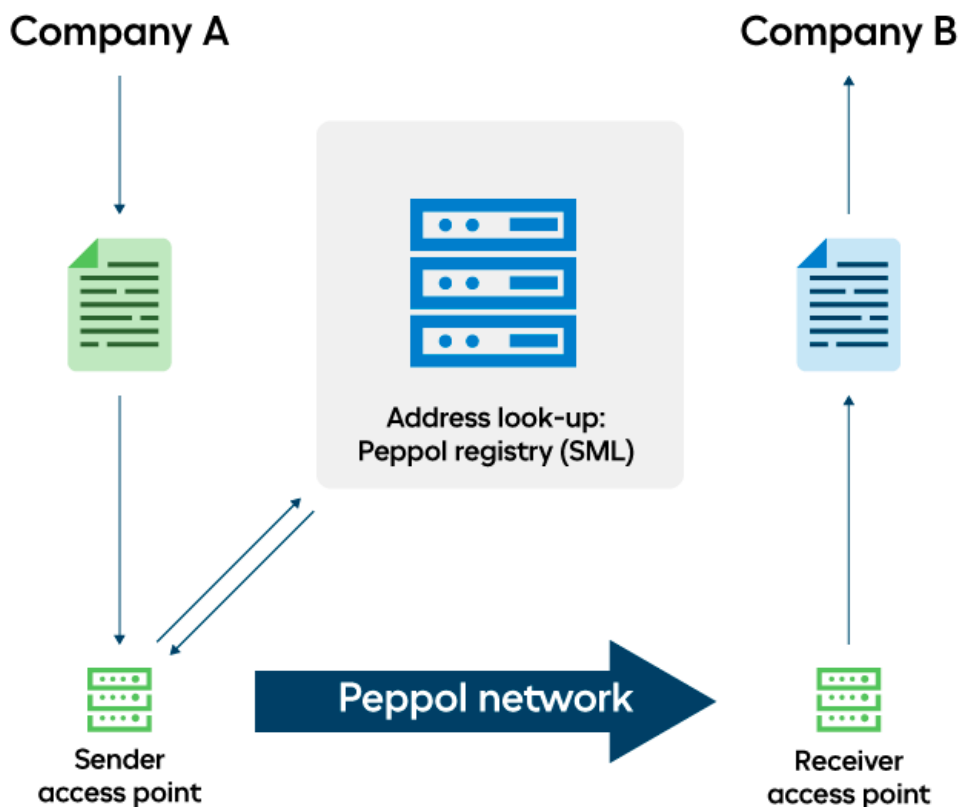 Company A
Company B
Address look-up:
Peppol registry (SML)
Peppol network
Sender
access point
Receiver
access point